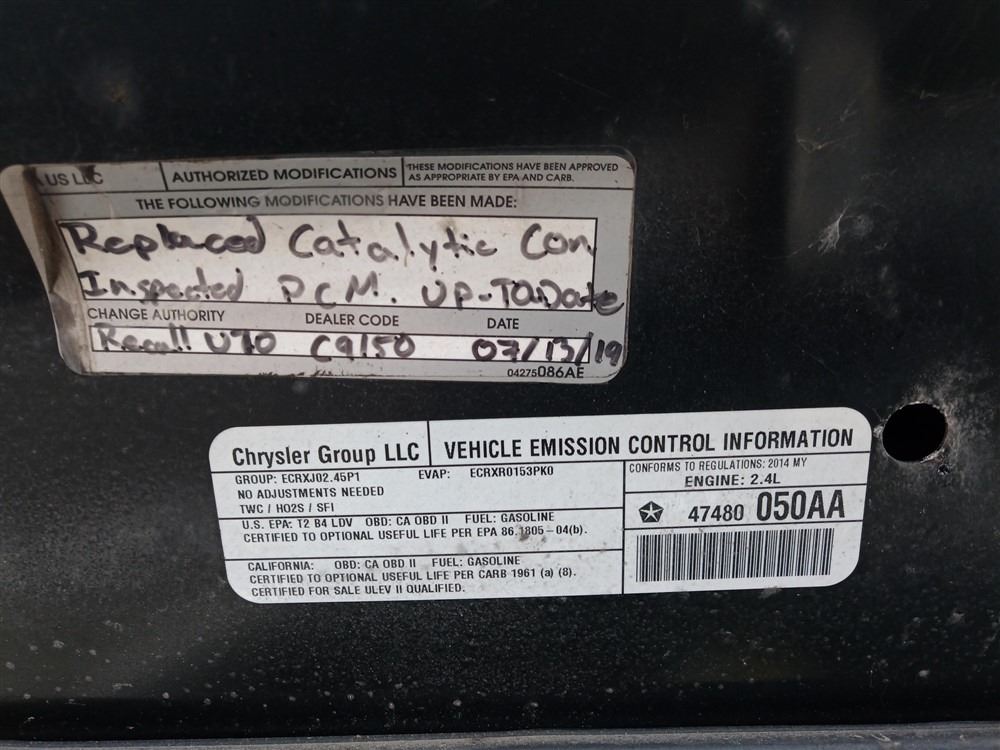 US LLC AUTHORIZED MODIFICATIONS THESE MODIFICATIONS HAVE BEEN APPROVED
AS APPROPRIATE BY EPA AND CARB.
THE FOLLOWING MODIFICATIONS HAVE BEEN MADE:
Replaced Catalytic Con
Inspected PCM. UP-TO-Date
CHANGE AUTHORITY DEALER CODE DATE
Recall V70 C9150 07/13/19
04275086AE
Chrysler Group LLC VEHICLE EMISSION CONTROL INFORMATION
GROUP: ECRXJ02.45P1 EVAP: ECRXR0153PK0
NO ADJUSTMENTS NEEDED
TWC / HO2S / SFI
U.S. EPA: T2 B4 LDV OBD: CA OBD II FUEL: GASOLINE
CERTIFIED TO OPTIONAL USEFUL LIFE PER EPA 86.1805-04(b).
CALIFORNIA: OBD: CA OBD II FUEL: GASOLINE
CERTIFIED TO OPTIONAL USEFUL LIFE PER CARB 1961 (a) (8).
CERTIFIED FOR SALE ULEV II QUALIFIED.
CONFORMS TO REGULATIONS: 2014 MY
ENGINE: 2.4L
47480 050AA